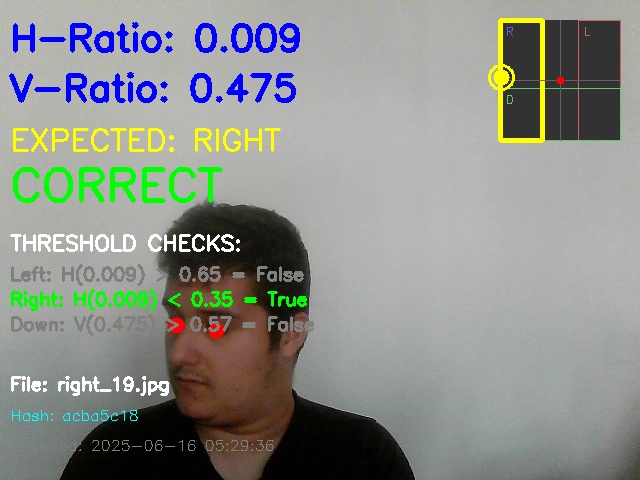 H-Ratio: 0.009
V-Ratio: 0.475
EXPECTED: RIGHT
CORRECT
THRESHOLD CHECKS:
Left: H(0.009) > 0.65 = False
Right: H(0.009) < 0.35 = True
Down: V(0.475) > 0.57 = False
File: right_19.jpg
Hash: acba5c18
2025-06-16 05:29:36
R
L
D